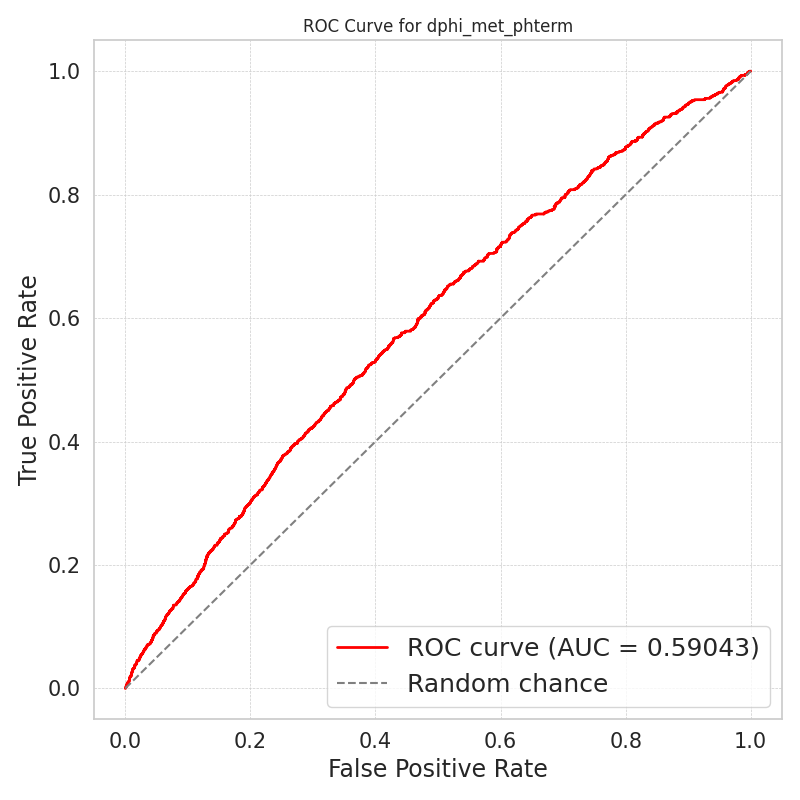 ROC Curve for dphi_met_phterm
1.0
0.8
0.6
0.4
0.2
0.0
True Positive Rate
ROC curve (AUC = 0.59043)
Random chance
0.0 0.2 0.4 0.6 0.8 1.0
False Positive Rate